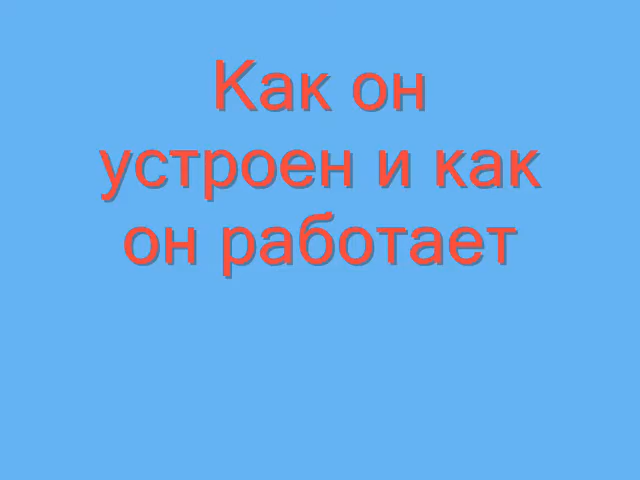 Как он
устроен и как
он работает